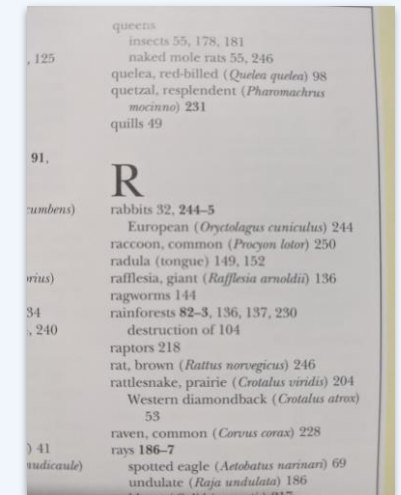 , 125
91,
cumbens)
orius)
34
, 240
) 41
nudicaule)
queens
insects 55, 178, 181
naked mole rats 55, 246
quelea, red-billed (Quelea quelea) 98
quetzal, resplendent (Pharomachrus
mocinno) 231
quills 49
R
rabbits 32, 244–5
European (Oryctolagus cuniculus) 244
raccoon, common (Procyon lotor) 250
radula (tongue) 149, 152
rafflesia, giant (Rafflesia arnoldii) 136
ragworms 144
rainforests 82–3, 136, 137, 230
destruction of 104
raptors 218
rat, brown (Rattus norvegicus) 246
rattlesnake, prairie (Crotalus viridis) 204
Western diamondback (Crotalus atrox)
53
raven, common (Corvus corax) 228
rays 186–7
spotted eagle (Aetobatus narinari) 69
undulate (Raja undulata) 186